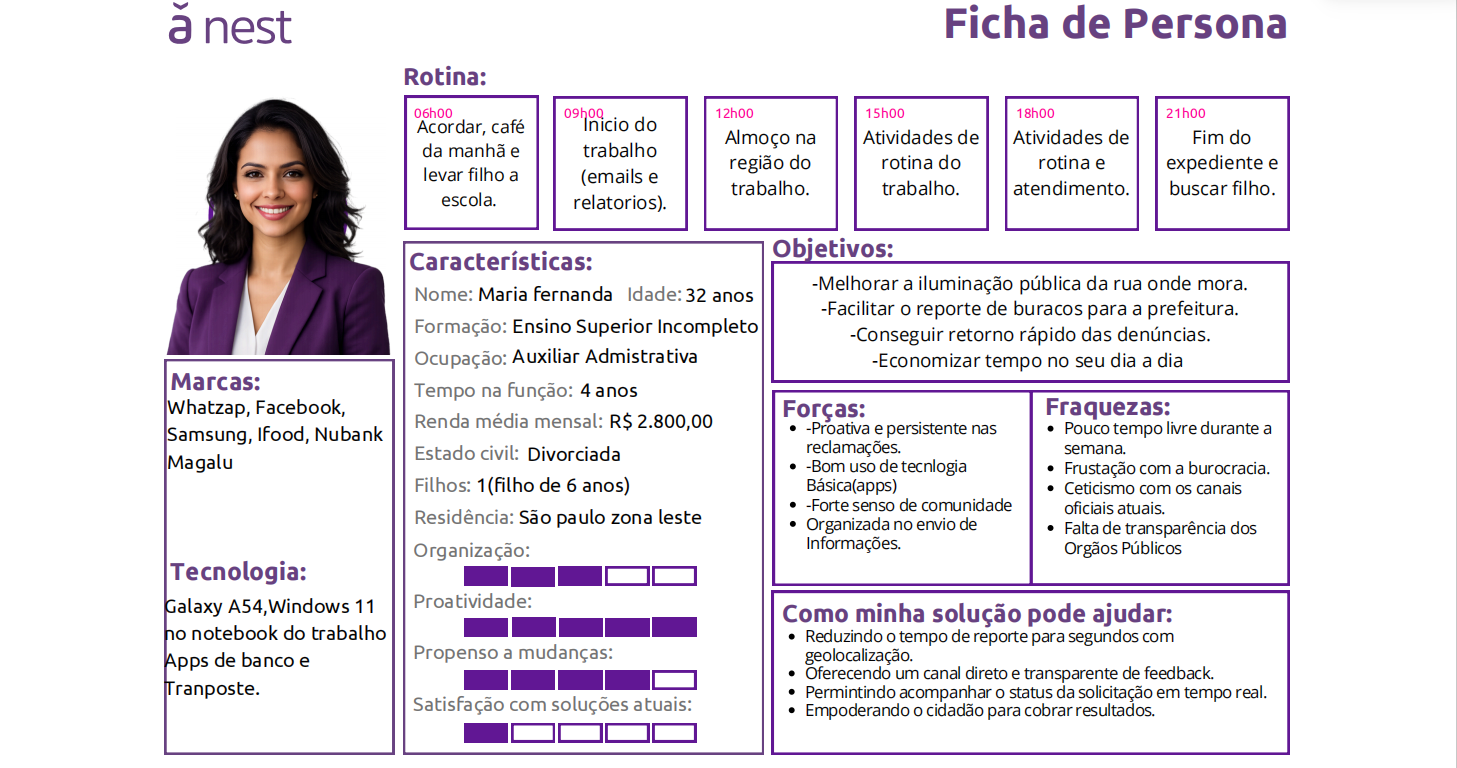 ǎ nest
Ficha de Persona
Rotina:
06h00
Acordar, café
da manhã e
levar filho a
escola.
09h00
Inicio do
trabalho
(emails e
relatorios).
12h00
Almoço na
região do
trabalho.
15h00
Atividades de
rotina do
trabalho.
18h00
Atividades de
rotina e
atendimento.
21h00
Fim do
expediente e
buscar filho.
Marcas:
Whatzap, Facebook,
Samsung, Ifood, Nubank
Magalu
Tecnologia:
Galaxy A54,Windows 11
no notebook do trabalho
Apps de banco e
Tranposte.
Características:
Nome: Maria fernanda Idade: 32 anos
Formação: Ensino Superior Incompleto
Ocupação: Auxiliar Admistrativa
Tempo na função: 4 anos
Renda média mensal: R$ 2.800,00
Estado civil: Divorciada
Filhos: 1(filho de 6 anos)
Residência: São paulo zona leste
Organização:
Proatividade:
Propenso a mudanças:
Satisfação com soluções atuais:
Objetivos:
-Melhorar a iluminação pública da rua onde mora.
-Facilitar o reporte de buracos para a prefeitura.
-Conseguir retorno rápido das denúncias.
-Economizar tempo no seu dia a dia
Forças:
• -Proativa e persistente nas
reclamações.
• -Bom uso de tecnlogia
Básica(apps)
• -Forte senso de comunidade
• Organizada no envio de
Informações.
Fraquezas:
• Pouco tempo livre durante a
semana.
• Frustação com a burocracia.
• Ceticismo com os canais
oficiais atuais.
• Falta de transparência dos
Orgãos Públicos
Como minha solução pode ajudar:
• Reduzindo o tempo de reporte para segundos com
geolocalização.
• Oferecendo um canal direto e transparente de feedback.
• Permintindo acompanhar o status da solicitação em tempo real.
• Empoderando o cidadão para cobrar resultados.